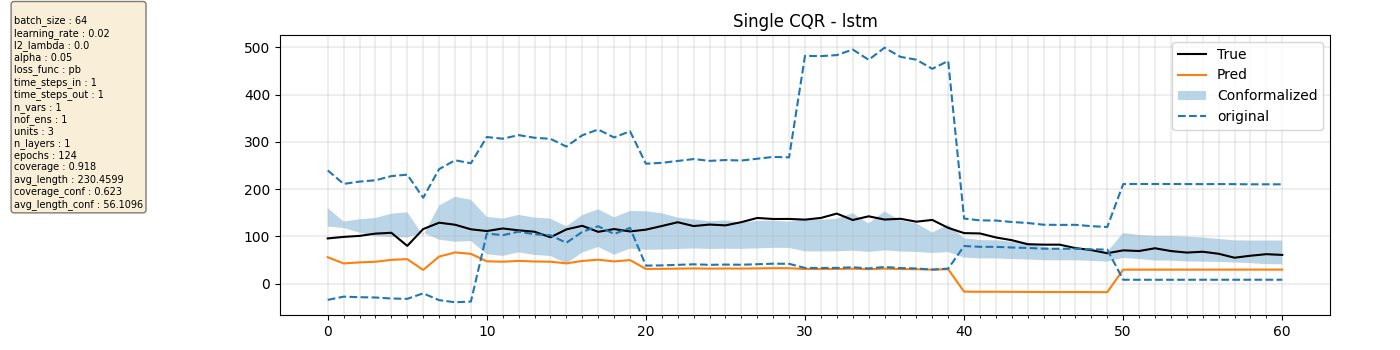 batch_size : 64
learning_rate : 0.02
l2_lambda : 0.0
alpha : 0.05
loss_func : pb
time_steps_in : 1
time_steps_out : 1
n_vars : 1
nof_ens : 1
units : 3
n_layers : 1
epochs : 124
coverage : 0.918
avg_length : 230.4599
coverage_conf : 0.623
avg_length_conf : 56.1096
Single CQR - lstm
500
400
300
200
100
0
0 10 20 30 40 50 60
True
Pred
Conformalized
original